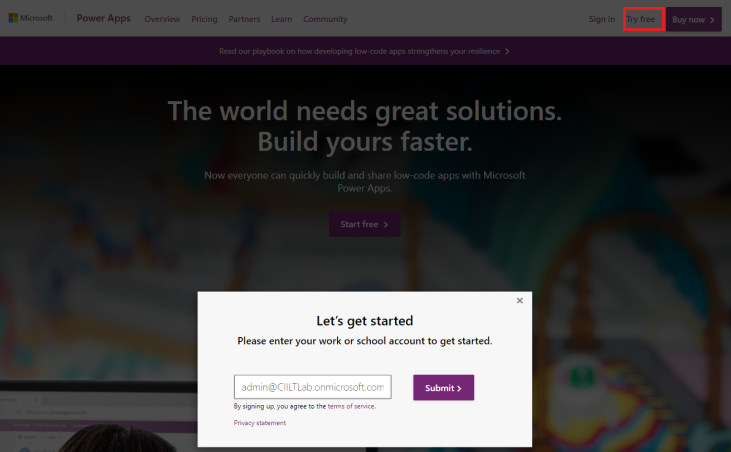 Microsoft Power Apps Overview Pricing Partners Learn Community Sign in Try free Buy now >
Read our playbook on how developing low-code apps strengthens your resilience >
The world needs great solutions.
Build yours faster.
Now everyone can quickly build and share low-code apps with Microsoft
Power Apps.
Start free >
Let's get started
Please enter your work or school account to get started.
admin@CIILTLab.onmicrosoft.com
Submit >
By signing up, you agree to the terms of service.
Privacy statement